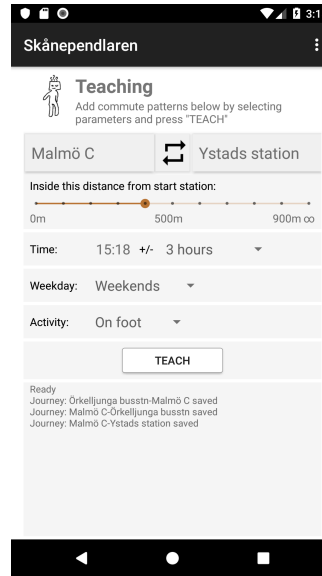 3:1
Skånependlaren
Teaching
Add commute patterns below by selecting
parameters and press "TEACH"
Malmö C
Ystads station
Inside this distance from start station:
0m 500m 900m ∞
Time: 15:18 +/- 3 hours
Weekday: Weekends
Activity: On foot
TEACH
Ready
Journey: Örkelljunga busstn-Malmö C saved
Journey: Malmö C-Örkelljunga busstn saved
Journey: Malmö C-Ystads station saved